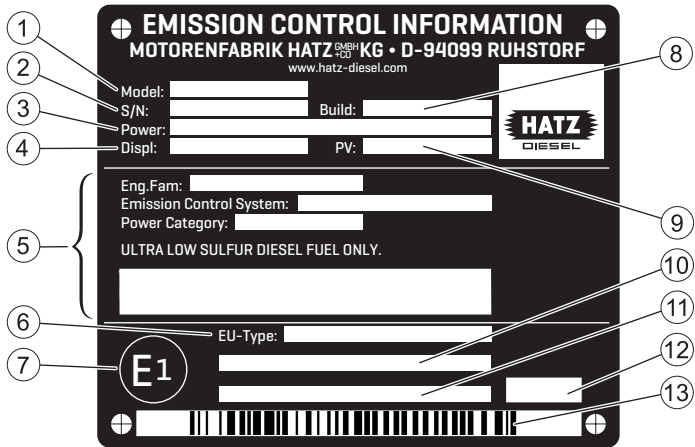 EMISSION CONTROL INFORMATION
MOTORENFABRIK HATZ GMBH +CO KG • D-94099 RUHSTORF
www.hatz-diesel.com
1
Model:
2
S/N:
Build:
8
3
Power:
4
Displ:
PV:
9
HATZ
DIESEL
5
Eng.Fam:
Emission Control System:
Power Category:
ULTRA LOW SULFUR DIESEL FUEL ONLY.
6
EU-Type:
10
11
7
E1
12
13